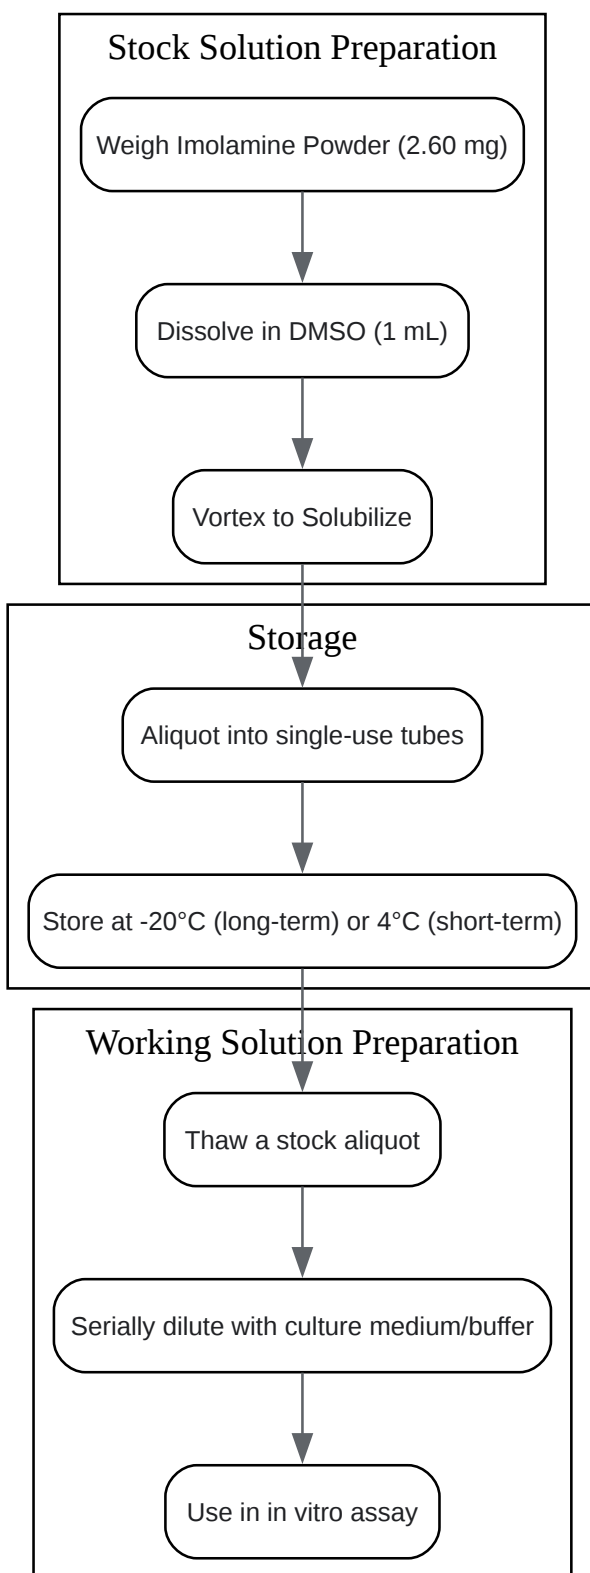 Stock Solution Preparation
Weigh Imolamine Powder (2.60 mg)
Dissolve in DMSO (1 mL)
Vortex to Solubilize
Storage
Aliquot into single-use tubes
Store at -20°C (long-term) or 4°C (short-term)
Working Solution Preparation
Thaw a stock aliquot
Serially dilute with culture medium/buffer
Use in in vitro assay